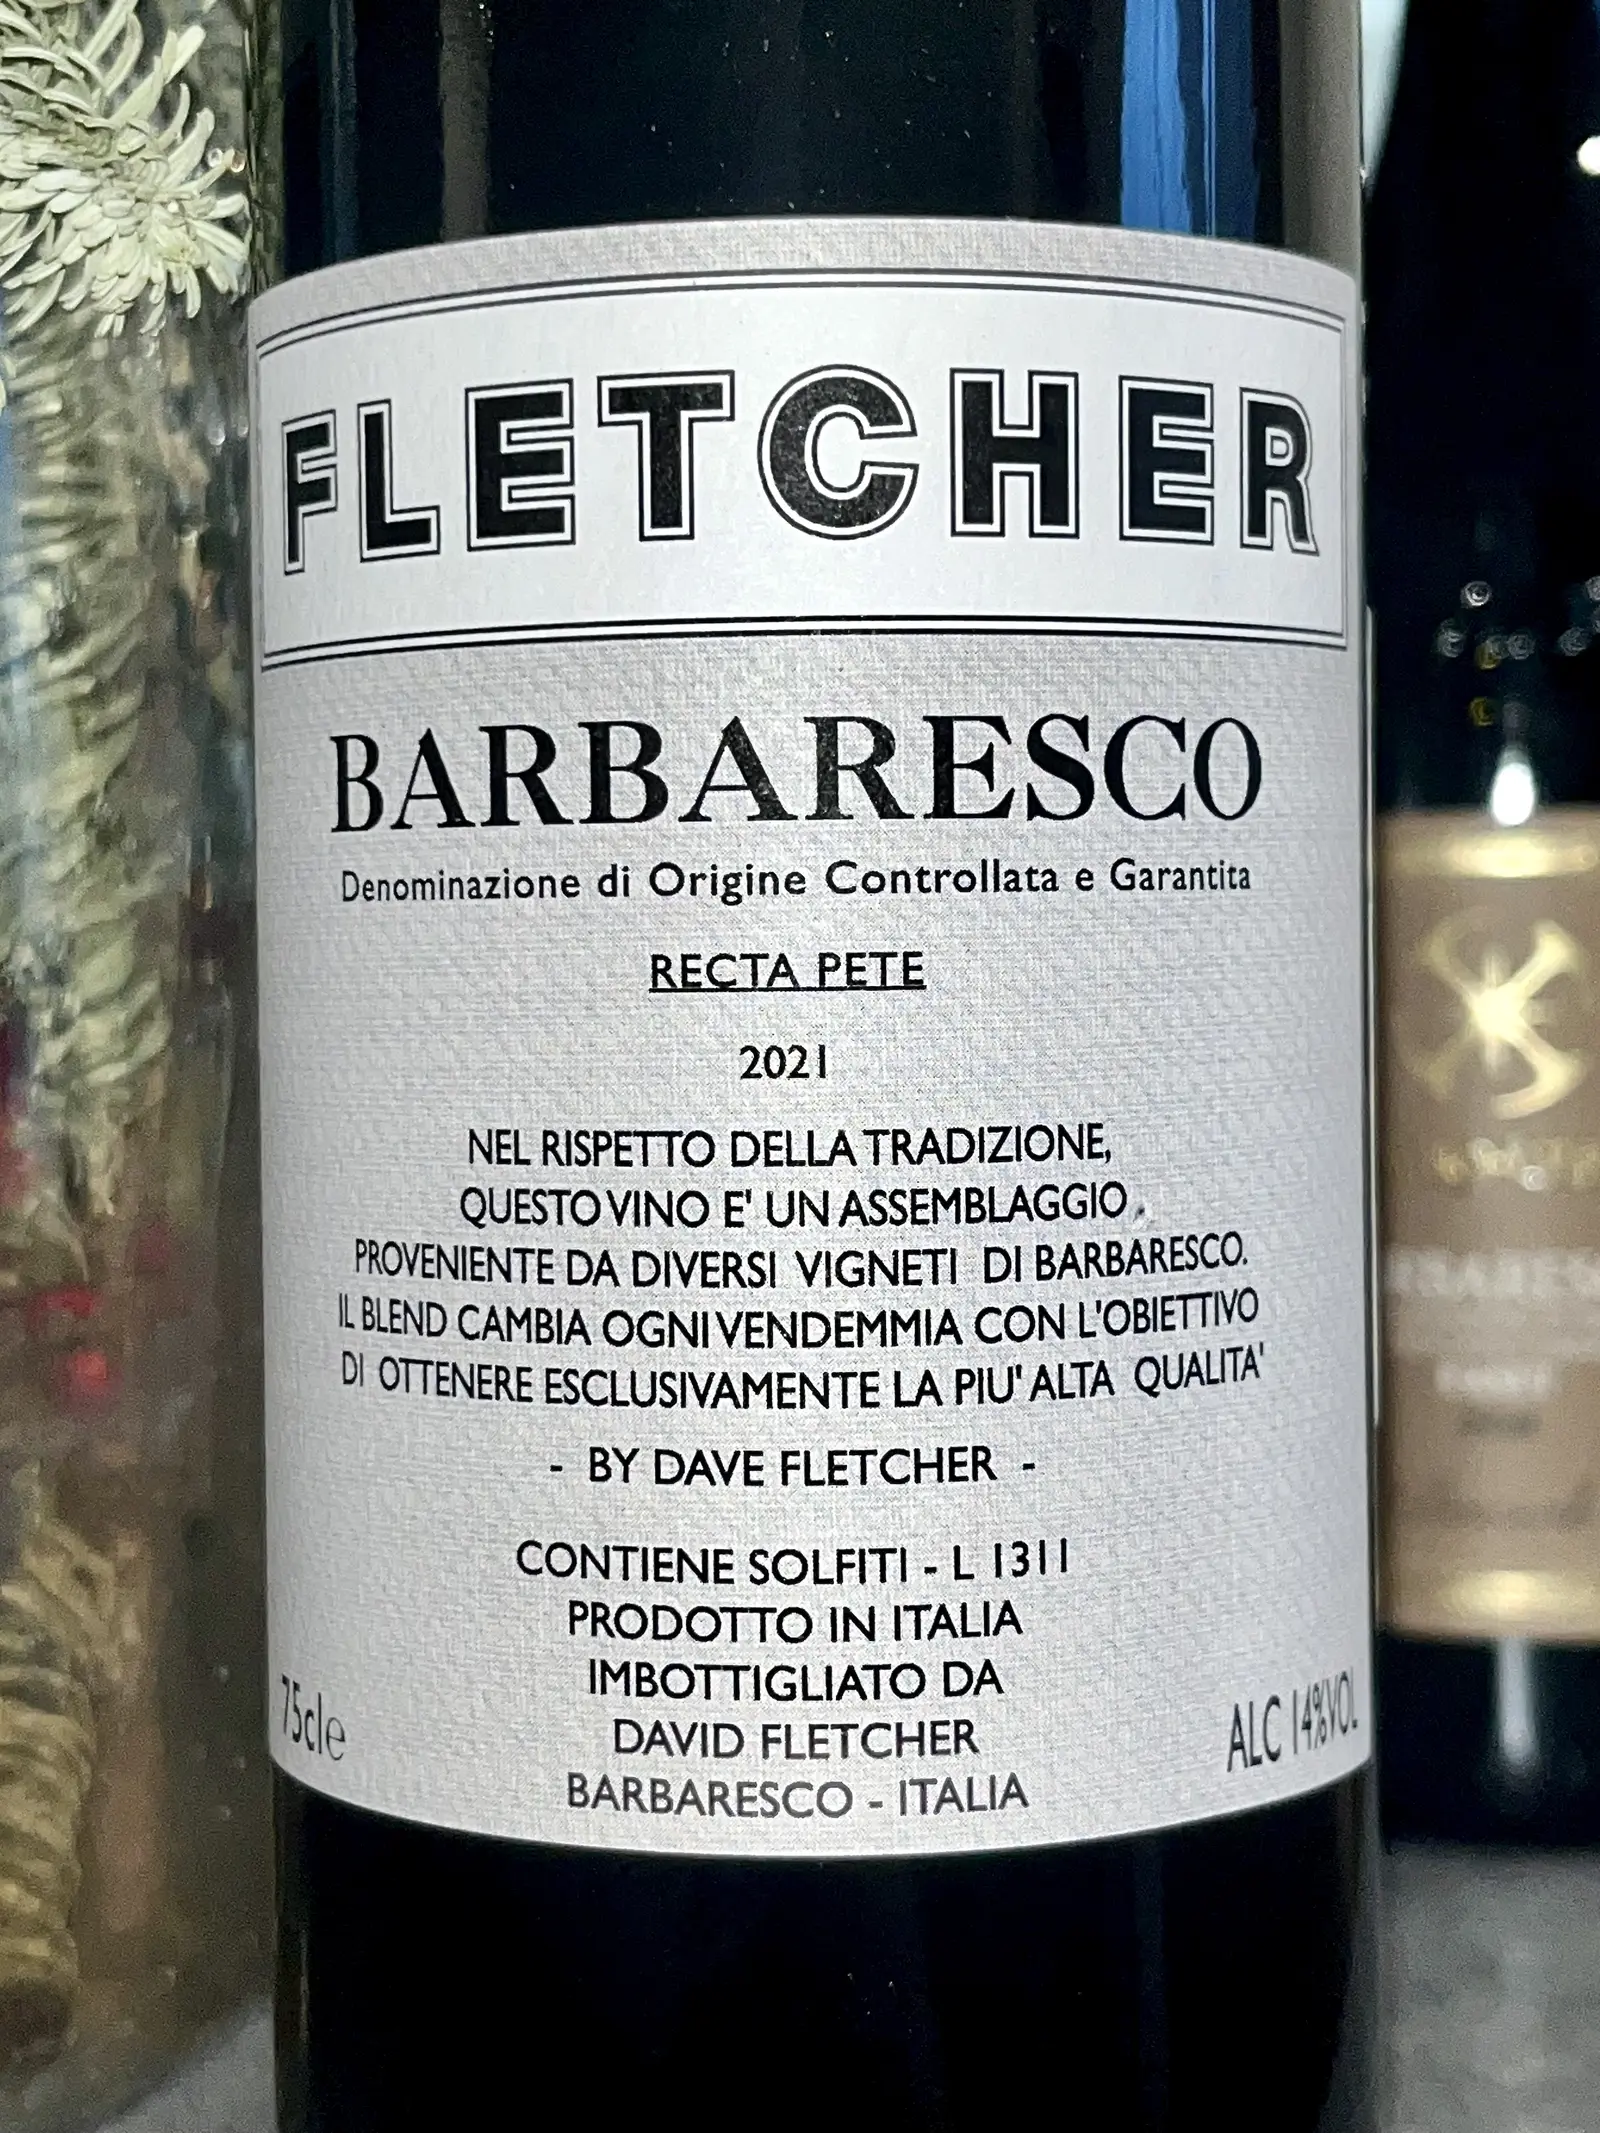 FLETCHER
BARBARESCO
Denominazione di Origine Controllata e Garantita
RECTA PETE
2021
NEL RISPETTO DELLA TRADIZIONE,
QUESTO VINO E' UN ASSEMBLAGGIO
PROVENIENTE DA DIVERSI VIGNETI DI BARBARESCO.
IL BLEND CAMBIA OGNI VENDEMMIA CON L'OBIETTIVO
DI OTTENERE ESCLUSIVAMENTE LA PIU' ALTA QUALITA'
- BY DAVE FLETCHER -
CONTIENE SOLFITI - L 1311
PRODOTTO IN ITALIA
IMBOTTIGLIATO DA
DAVID FLETCHER
BARBARESCO - ITALIA
75cl e
ALC 14%VOL